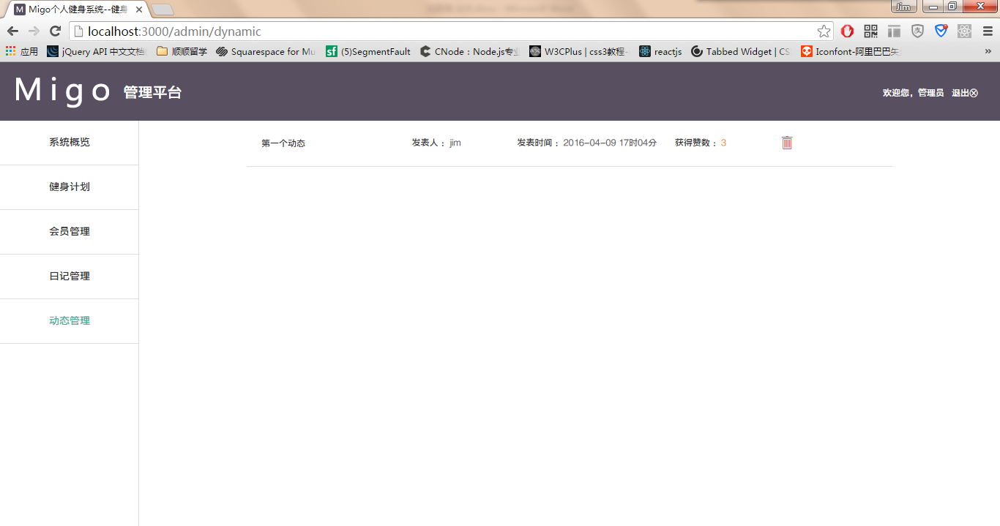 Migo个人健身系统--健身
Jim
localhost:3000/admin/dynamic
应用 jQuery API 中文文档 顺顺留学 Squarespace for Mu (5)SegmentFault CNode：Node.js专业 W3CPlus | css3教程- reactjs Tabbed Widget | CS Iconfont-阿里巴巴矢 »
Migo 管理平台 欢迎您，管理员 退出
系统概览
第一个动态 发表人： jim 发表时间： 2016-04-09 17时04分 获得赞数： 3
健身计划
会员管理
日记管理
动态管理